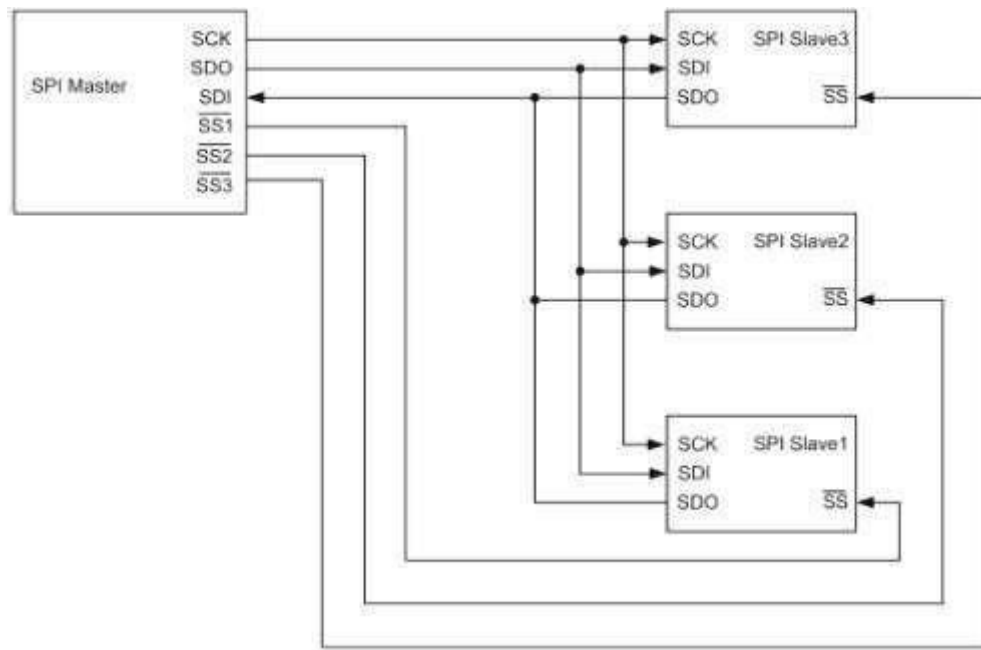 SPI Master
SCK
SDO
SDI
SS1
SS2
SS3
SCK SPI Slave3
SDI
SDO SS
SCK SPI Slave2
SDI
SDO SS
SCK SPI Slave1
SDI
SDO SS